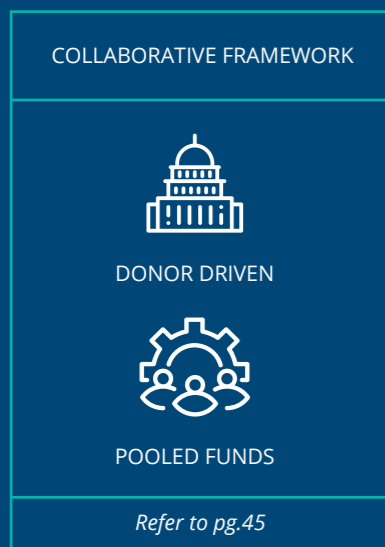 COLLABORATIVE FRAMEWORK
DONOR DRIVEN
POOLED FUNDS
Refer to pg.45